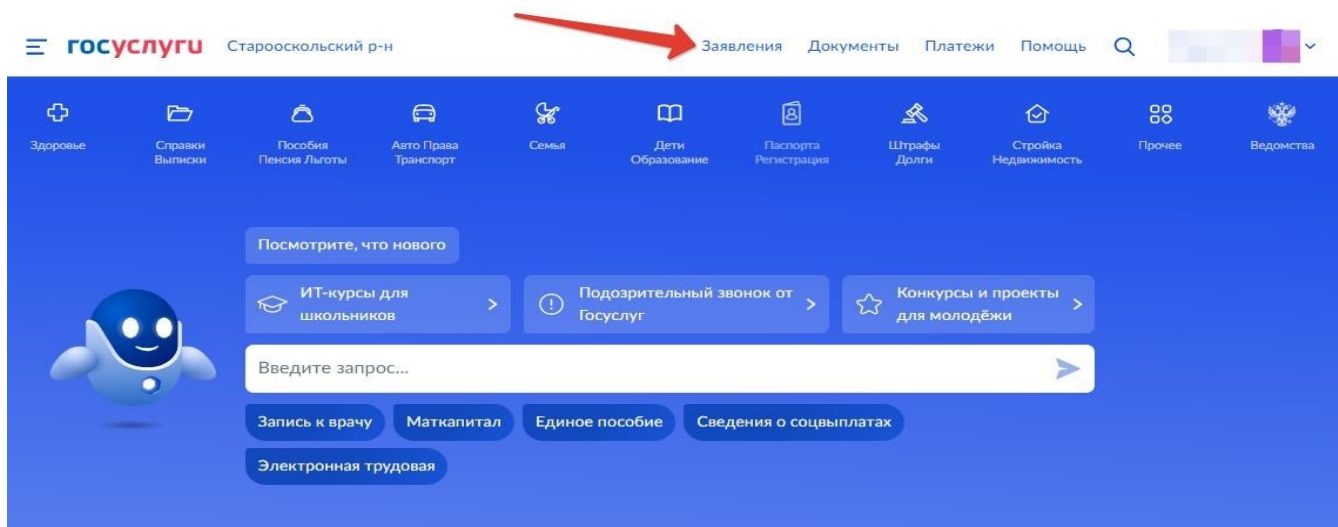 госуслуги Старооскольский р-н Заявления Документы Платежи Помощь
Здоровье
Справки
Выписки
Пособия
Пенсия Льготы
Авто Права
Транспорт
Семья
Дети
Образование
Паспорта
Регистрация
Штрафы
Долги
Стройка
Недвижимость
Прочее
Ведомства
Посмотрите, что нового
ИТ-курсы для
школьников
Подозрительный звонок от
Госуслуг
Конкурсы и проекты
для молодёжи
Введите запрос...
Запись к врачу Маткапитал Единое пособие Сведения о соцвыплатах
Электронная трудовая